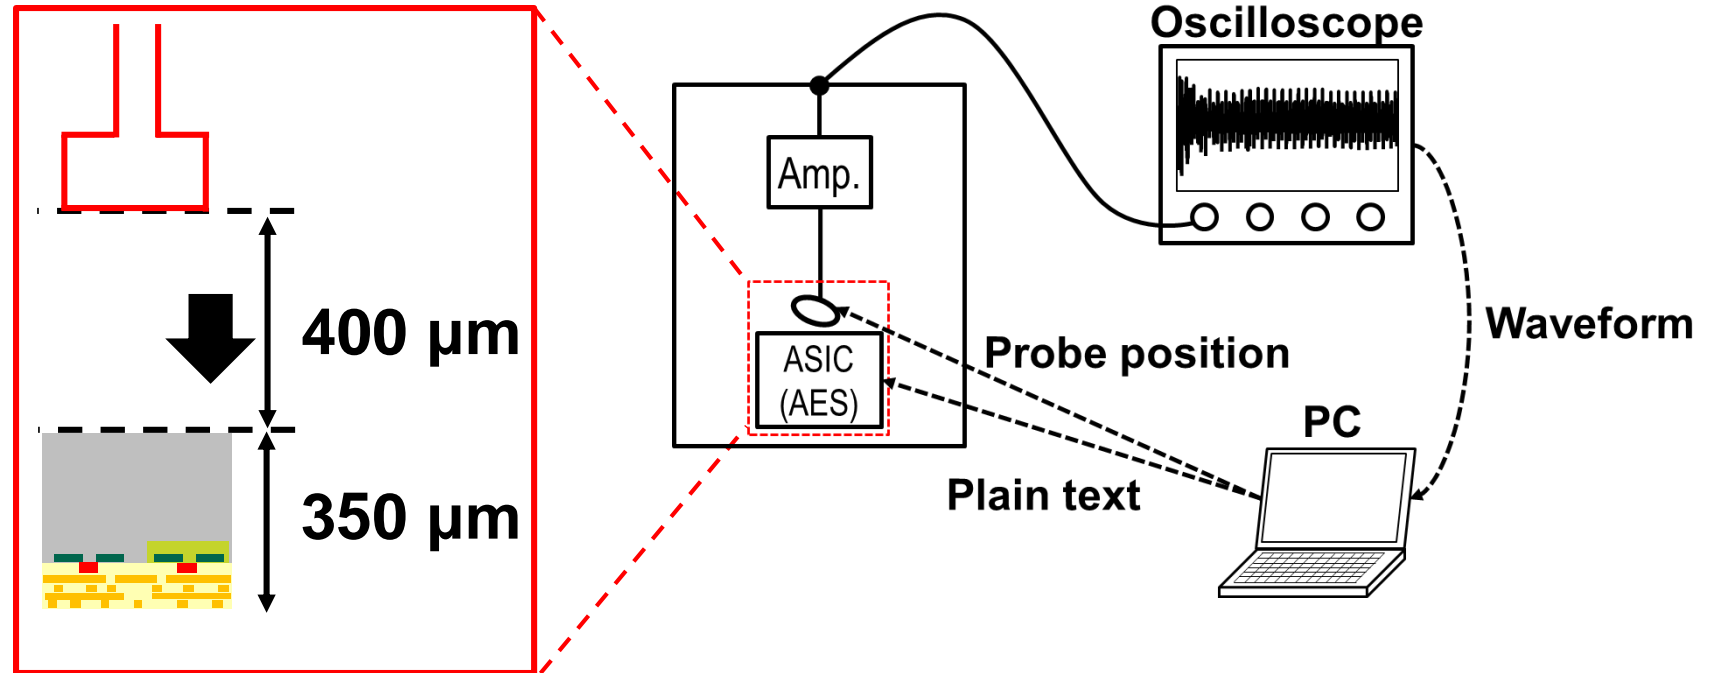 Oscilloscope
Amp.
400 µm
Waveform
Probe position
ASIC
(AES)
PC
Plain text
350 µm